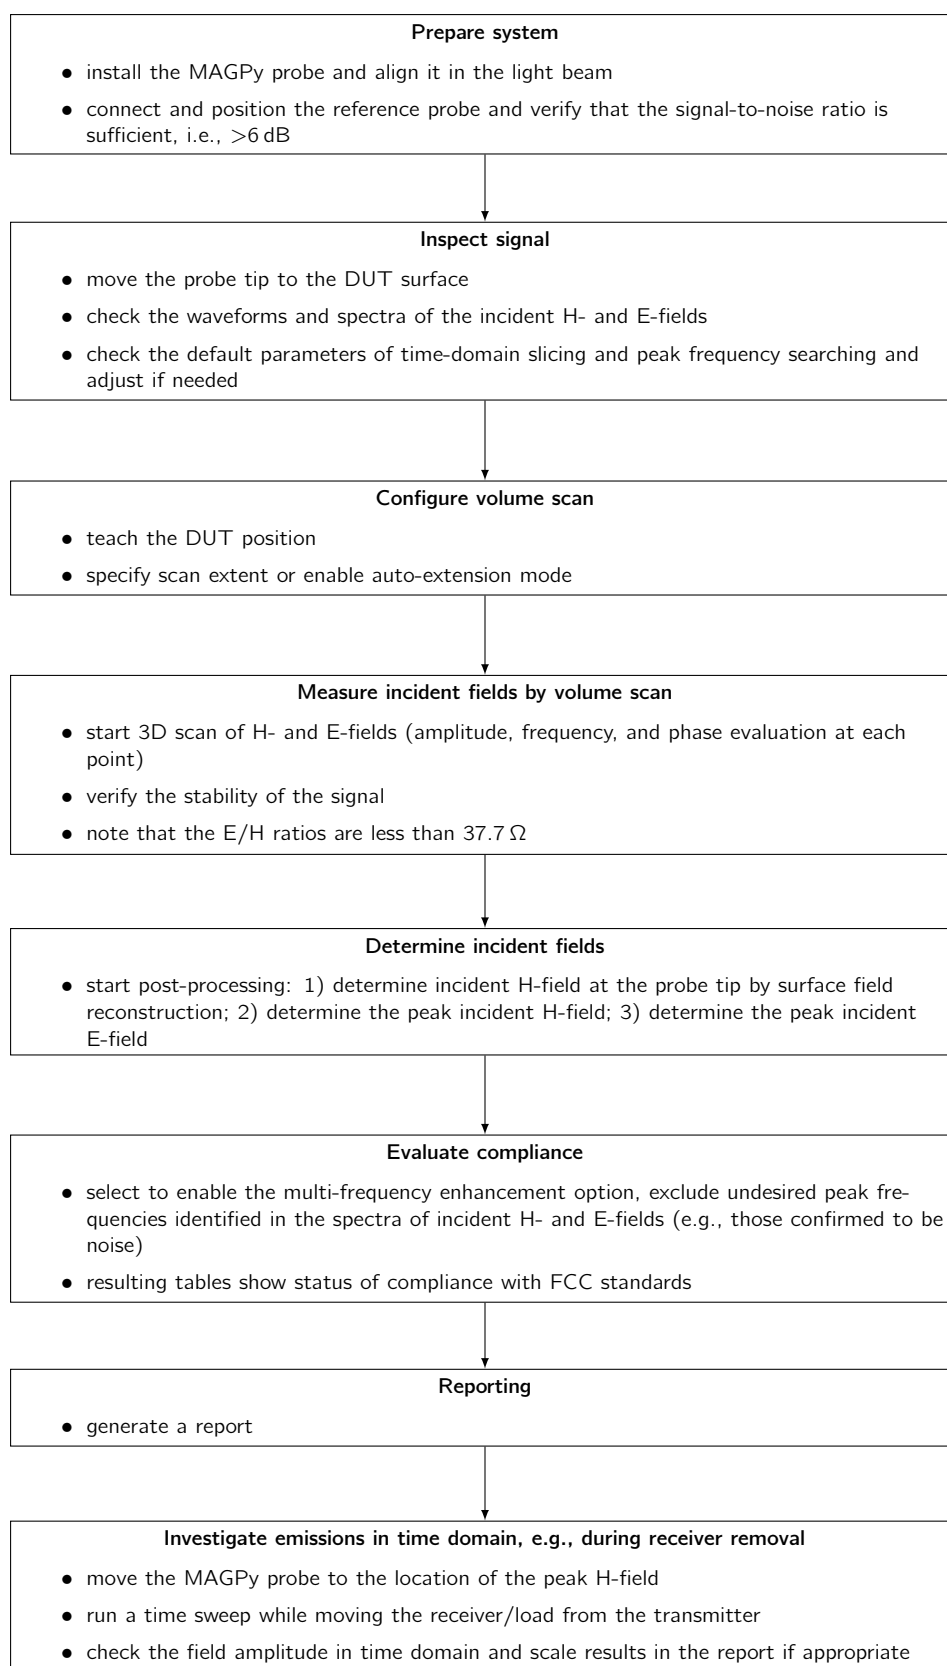 Prepare system
• install the MAGPy probe and align it in the light beam
• connect and position the reference probe and verify that the signal-to-noise ratio is
sufficient, i.e., >6 dB
Inspect signal
• move the probe tip to the DUT surface
• check the waveforms and spectra of the incident H- and E-fields
• check the default parameters of time-domain slicing and peak frequency searching and
adjust if needed
Configure volume scan
• teach the DUT position
• specify scan extent or enable auto-extension mode
Measure incident fields by volume scan
• start 3D scan of H- and E-fields (amplitude, frequency, and phase evaluation at each
point)
• verify the stability of the signal
• note that the E/H ratios are less than 37.7 Ω
Determine incident fields
• start post-processing: 1) determine incident H-field at the probe tip by surface field
reconstruction; 2) determine the peak incident H-field; 3) determine the peak incident
E-field
Evaluate compliance
• select to enable the multi-frequency enhancement option, exclude undesired peak fre-
quencies identified in the spectra of incident H- and E-fields (e.g., those confirmed to be
noise)
• resulting tables show status of compliance with FCC standards
Reporting
• generate a report
Investigate emissions in time domain, e.g., during receiver removal
• move the MAGPy probe to the location of the peak H-field
• run a time sweep while moving the receiver/load from the transmitter
• check the field amplitude in time domain and scale results in the report if appropriate